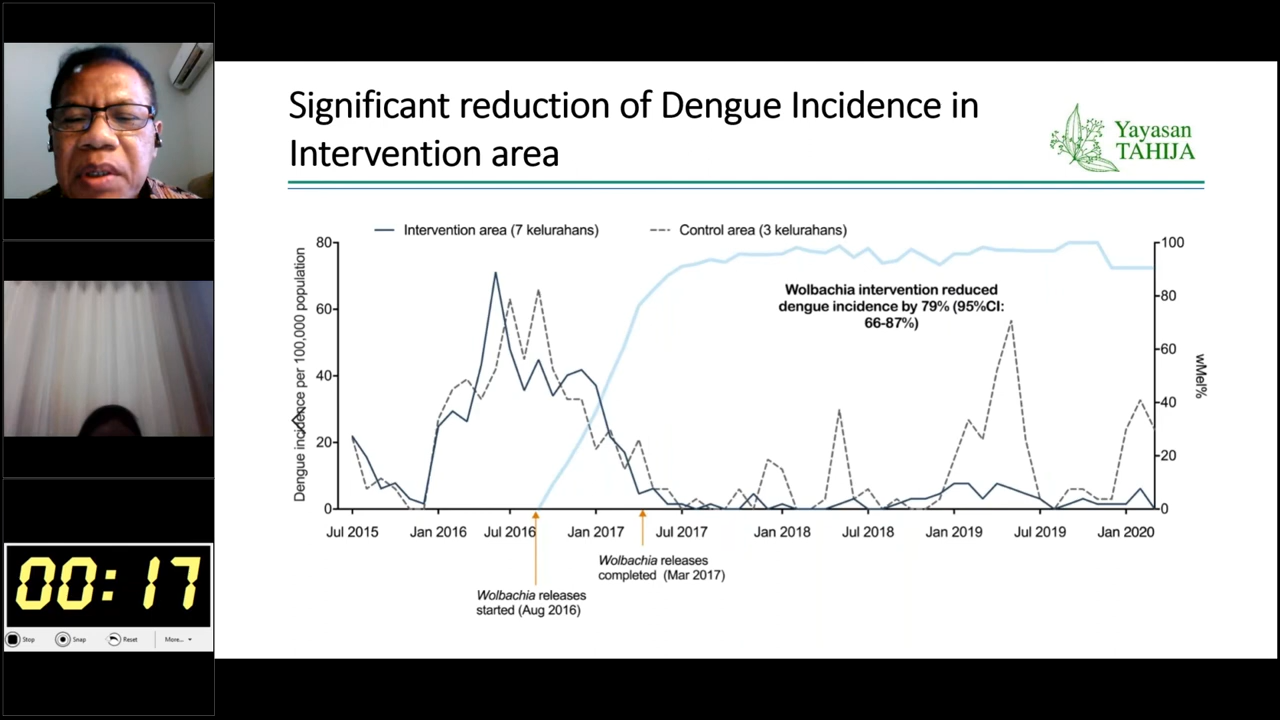 Significant reduction of Dengue Incidence in
Intervention area
Yayasan
TAHIJA
Intervention area (7 kelurahans)
Control area (3 kelurahans)
Dengue incidence per 100,000 population
80
60
40
20
0
100
80
60
40
20
0
wMel%
Wolbachia intervention reduced
dengue incidence by 79% (95%CI:
66-87%)
Jul 2015
Jan 2016
Jul 2016
Jan 2017
Jul 2017
Jan 2018
Jul 2018
Jan 2019
Jul 2019
Jan 2020
Wolbachia releases
completed (Mar 2017)
Wolbachia releases
started (Aug 2016)
00:17
Stop
Snap
Reset
More...